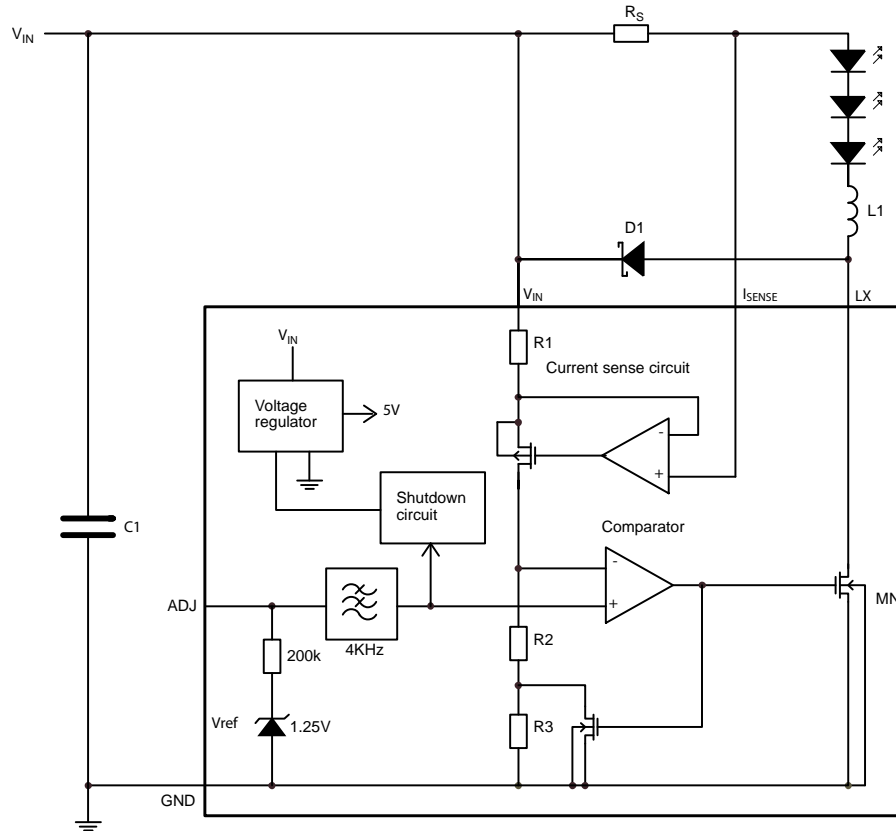 R_S
V_IN
L1
D1
V_IN
I_SENSE
LX
R1
V_IN
Current sense circuit
Voltage
regulator
5V
-
+
Shutdown
circuit
C1
Comparator
-
+
ADJ
MN
4KHz
R2
200k
Vref
1.25V
R3
GND